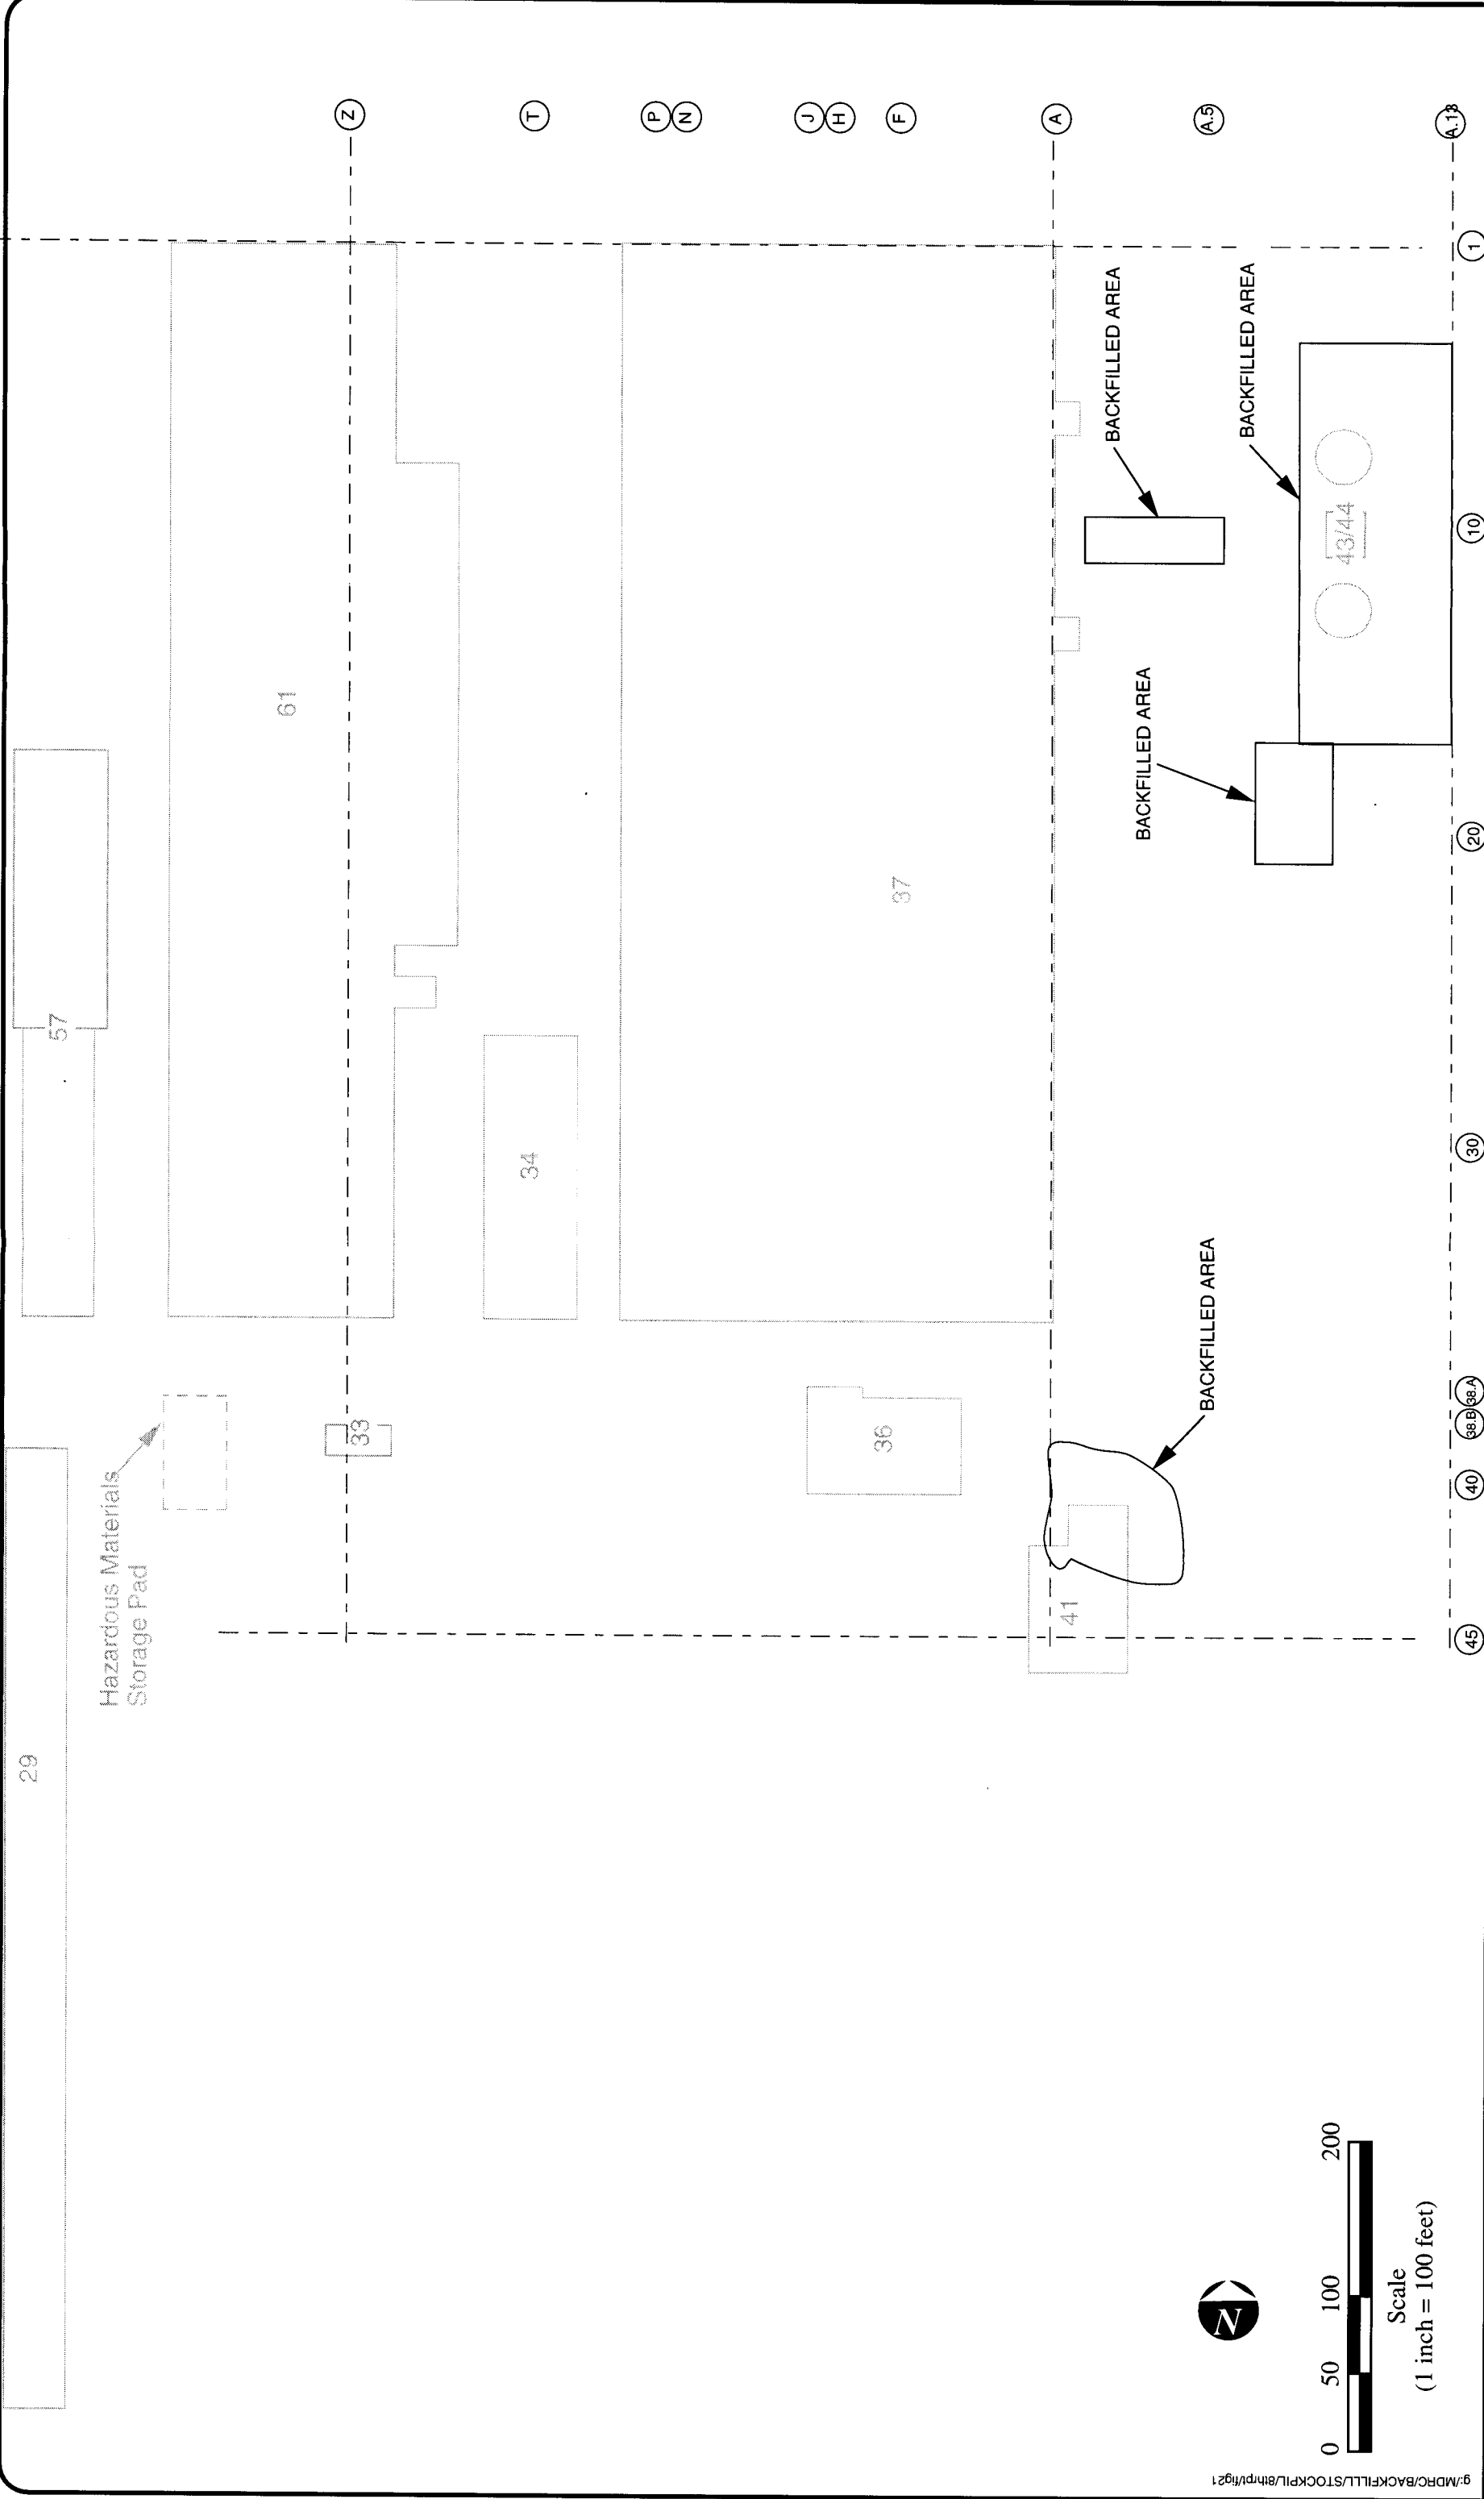 29
57
Hazardous Materials
Storage Pad
61
33
34
37
36
41
43/44
Z
T
P
N
J
H
F
A
A.5
A.13
BACKFILLED AREA
BACKFILLED AREA
BACKFILLED AREA
BACKFILLED AREA
45
40
38.B
38.A
30
20
10
1
N
0 50 100 200
Scale
(1 inch = 100 feet)
g:/MDRC/BACKFILL/STOCKPIL/8thrpt/fig21